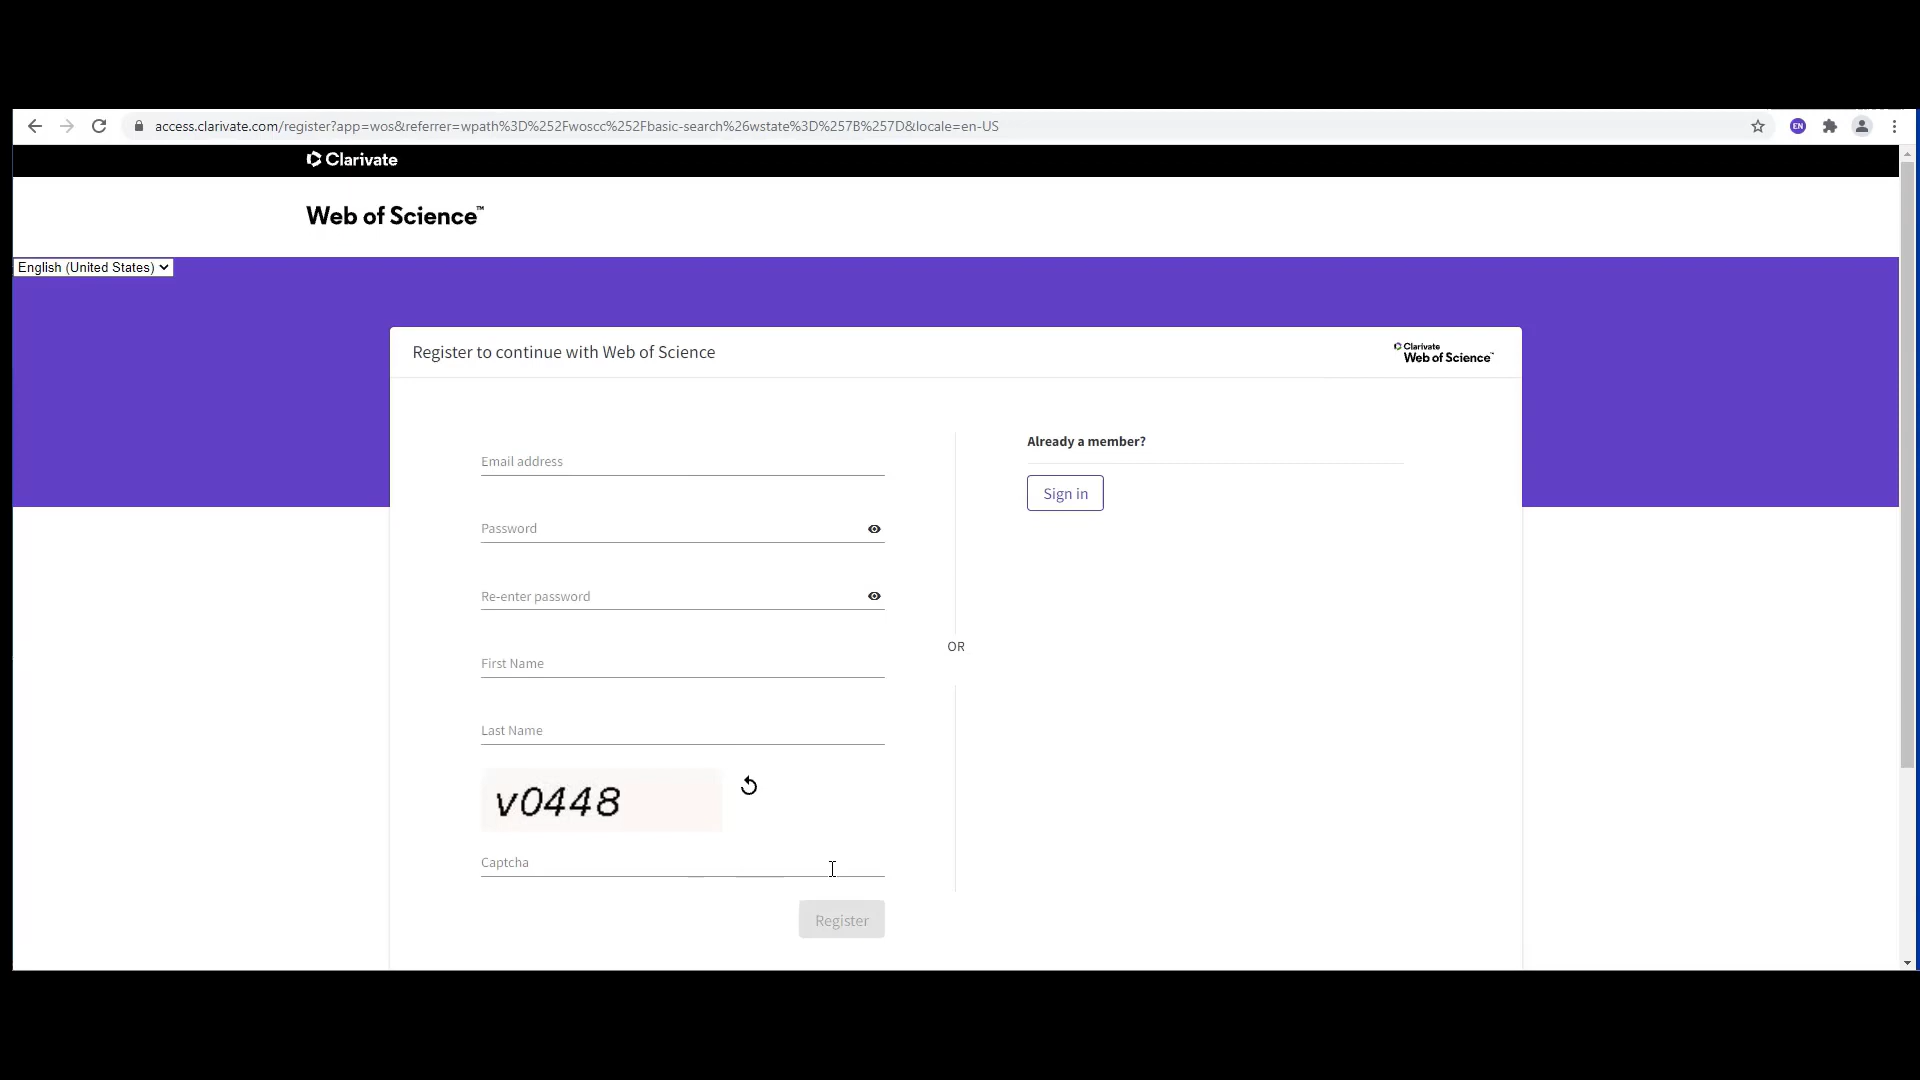 access.clarivate.com/register?app=wos&referrer=wpath%3D%252Fwoscc%252Fbasic-search%26wstate%3D%257B%257D&locale=en-US
EN
Clarivate
Web of Science™
English (United States)
Register to continue with Web of Science
Clarivate
Web of Science™
Email address
Password
Re-enter password
First Name
Last Name
v0448
Captcha
Register
OR
Already a member?
Sign in